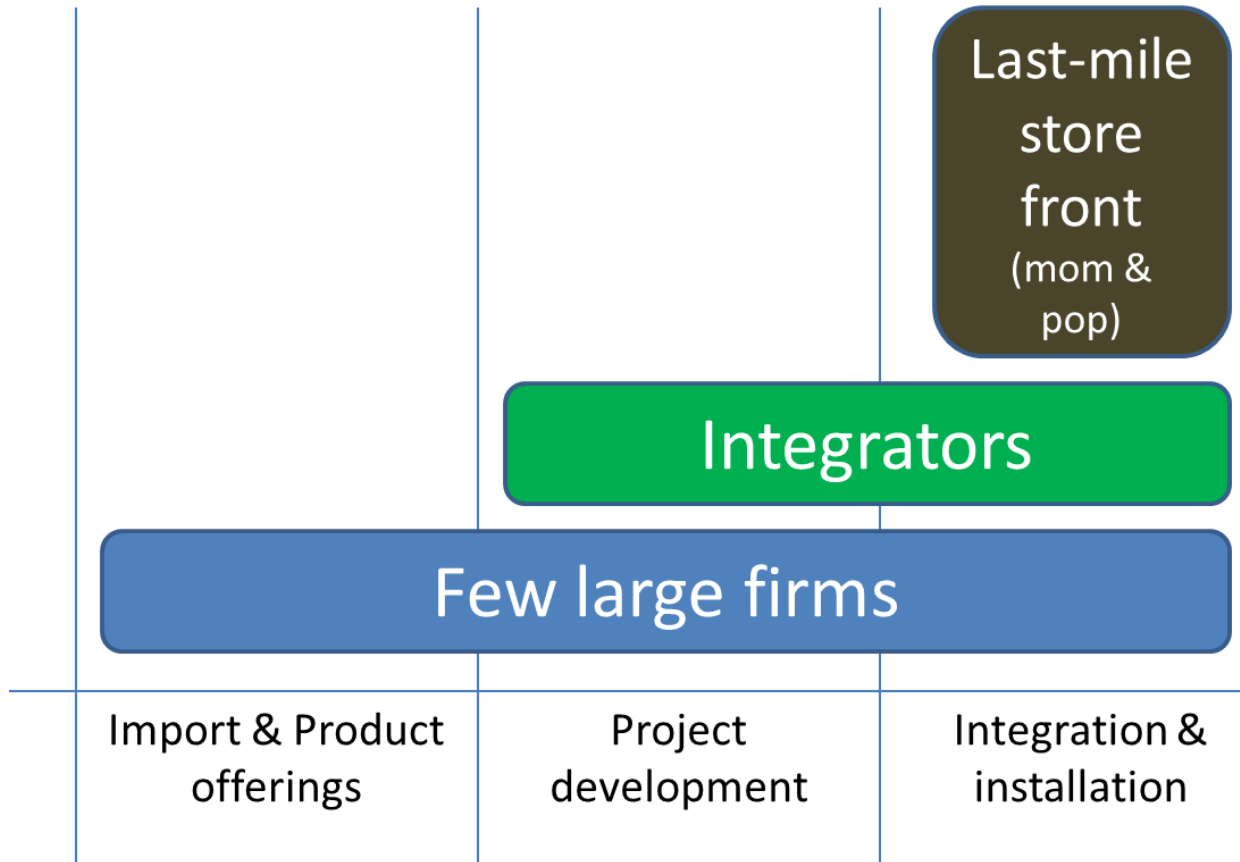 Last-mile
store
front
(mom &
pop)
Integrators
Few large firms
Import & Product
offerings
Project
development
Integration &
installation